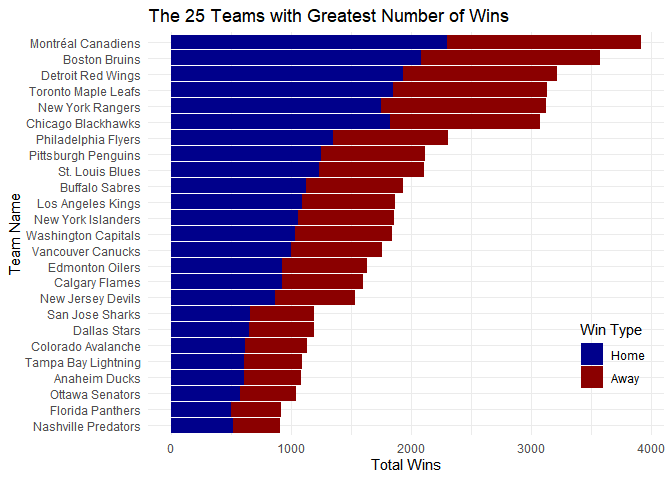 The 25 Teams with Greatest Number of Wins
Team Name
Montréal Canadiens
Boston Bruins
Detroit Red Wings
Toronto Maple Leafs
New York Rangers
Chicago Blackhawks
Philadelphia Flyers
Pittsburgh Penguins
St. Louis Blues
Buffalo Sabres
Los Angeles Kings
New York Islanders
Washington Capitals
Vancouver Canucks
Edmonton Oilers
Calgary Flames
New Jersey Devils
San Jose Sharks
Dallas Stars
Colorado Avalanche
Tampa Bay Lightning
Anaheim Ducks
Ottawa Senators
Florida Panthers
Nashville Predators
Win Type
Home
Away
0 1000 2000 3000 4000
Total Wins